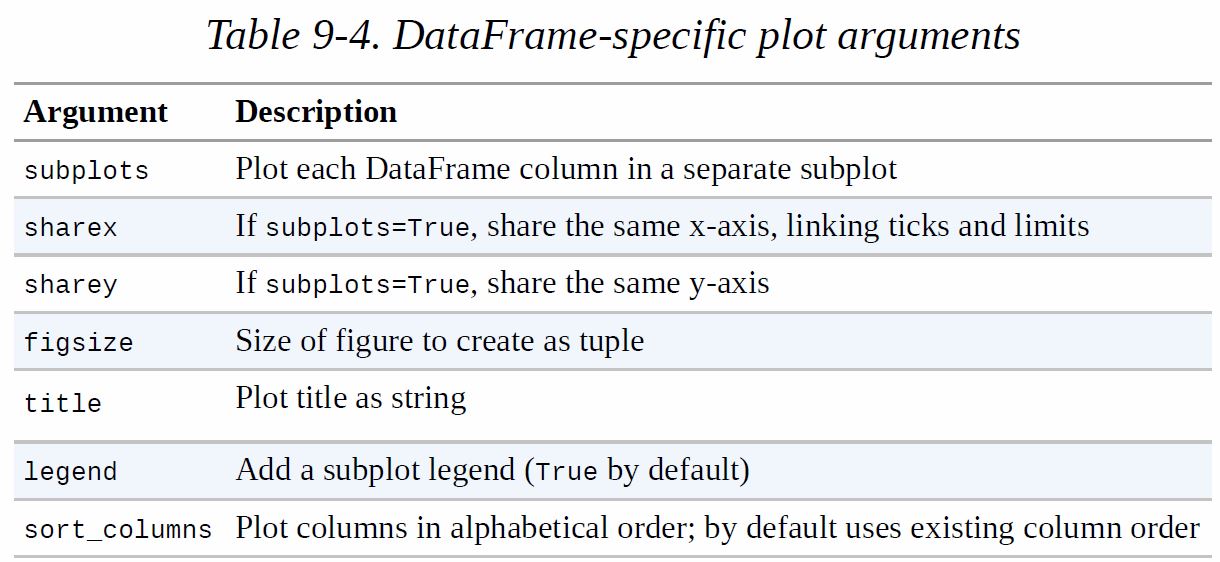 Table 9-4. DataFrame-specific plot arguments
Argument Description
subplots Plot each DataFrame column in a separate subplot
sharex If subplots=True, share the same x-axis, linking ticks and limits
sharey If subplots=True, share the same y-axis
figsize Size of figure to create as tuple
title Plot title as string
legend Add a subplot legend (True by default)
sort_columns Plot columns in alphabetical order; by default uses existing column order